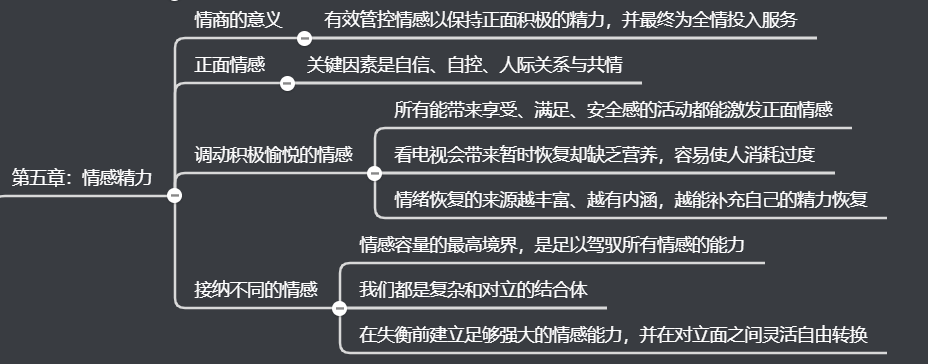 情商的意义
有效管控情感以保持正面积极的精力，并最终为全情投入服务
正面情感
关键因素是自信、自控、人际关系与共情
所有能带来享受、满足、安全感的活动都能激发正面情感
调动积极愉悦的情感
看电视会带来暂时恢复却缺乏营养，容易使人消耗过度
第五章：情感精力
情绪恢复的来源越丰富、越有内涵，越能补充自己的精力恢复
情感容量的最高境界，是足以驾驭所有情感的能力
接纳不同的情感
我们都是复杂和对立的结合体
在失衡前建立足够强大的情感能力，并在对立面之间灵活自由转换